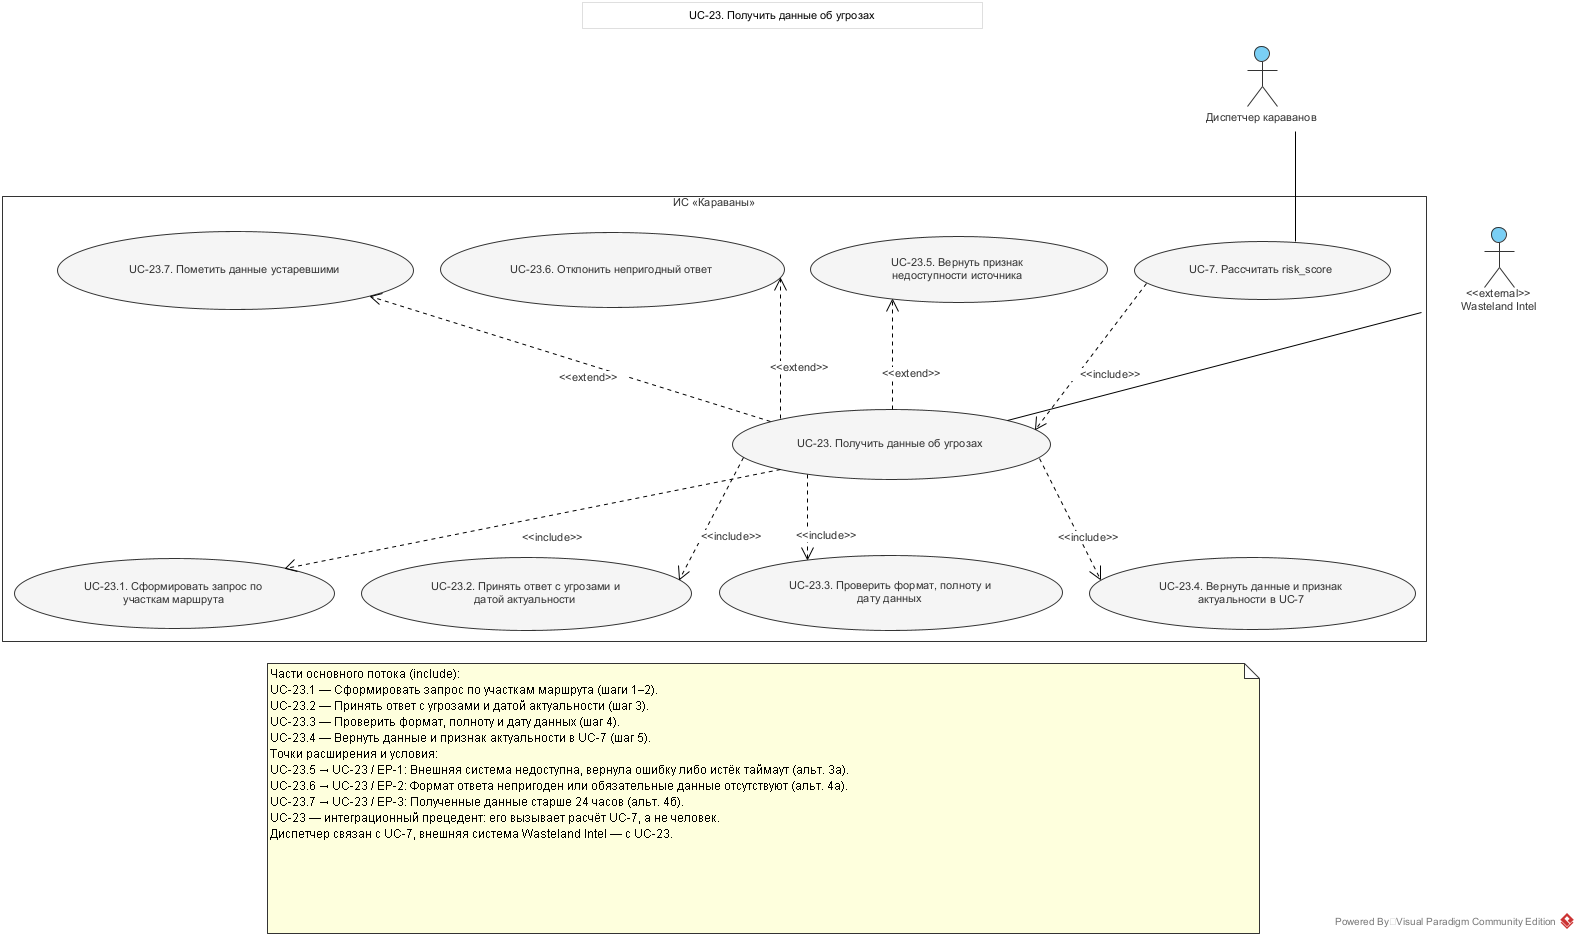 UC-23. Получить данные об угрозах
Диспетчер караванов
ИС «Караваны»
UC-23.7. Пометить данные устаревшими
UC-23.6. Отклонить непригодный ответ
UC-23.5. Вернуть признак
недоступности источника
UC-7. Рассчитать risk_score
<<external>>
Wasteland Intel
<<extend>>
<<extend>>
<<extend>>
<<include>>
UC-23. Получить данные об угрозах
<<include>>
<<include>>
<<include>>
<<include>>
UC-23.1. Сформировать запрос по
участкам маршрута
UC-23.2. Принять ответ с угрозами и
датой актуальности
UC-23.3. Проверить формат, полноту и
дату данных
UC-23.4. Вернуть данные и признак
актуальности в UC-7
Части основного потока (include):
UC-23.1 — Сформировать запрос по участкам маршрута (шаги 1–2).
UC-23.2 — Принять ответ с угрозами и датой актуальности (шаг 3).
UC-23.3 — Проверить формат, полноту и дату данных (шаг 4).
UC-23.4 — Вернуть данные и признак актуальности в UC-7 (шаг 5).
Точки расширения и условия:
UC-23.5 → UC-23 / EP-1: Внешняя система недоступна, вернула ошибку либо истёк таймаут (альт. 3а).
UC-23.6 → UC-23 / EP-2: Формат ответа непригоден или обязательные данные отсутствуют (альт. 4а).
UC-23.7 → UC-23 / EP-3: Полученные данные старше 24 часов (альт. 4б).
UC-23 — интеграционный прецедент: его вызывает расчёт UC-7, а не человек.
Диспетчер связан с UC-7, внешняя система Wasteland Intel — с UC-23.
Powered By Visual Paradigm Community Edition